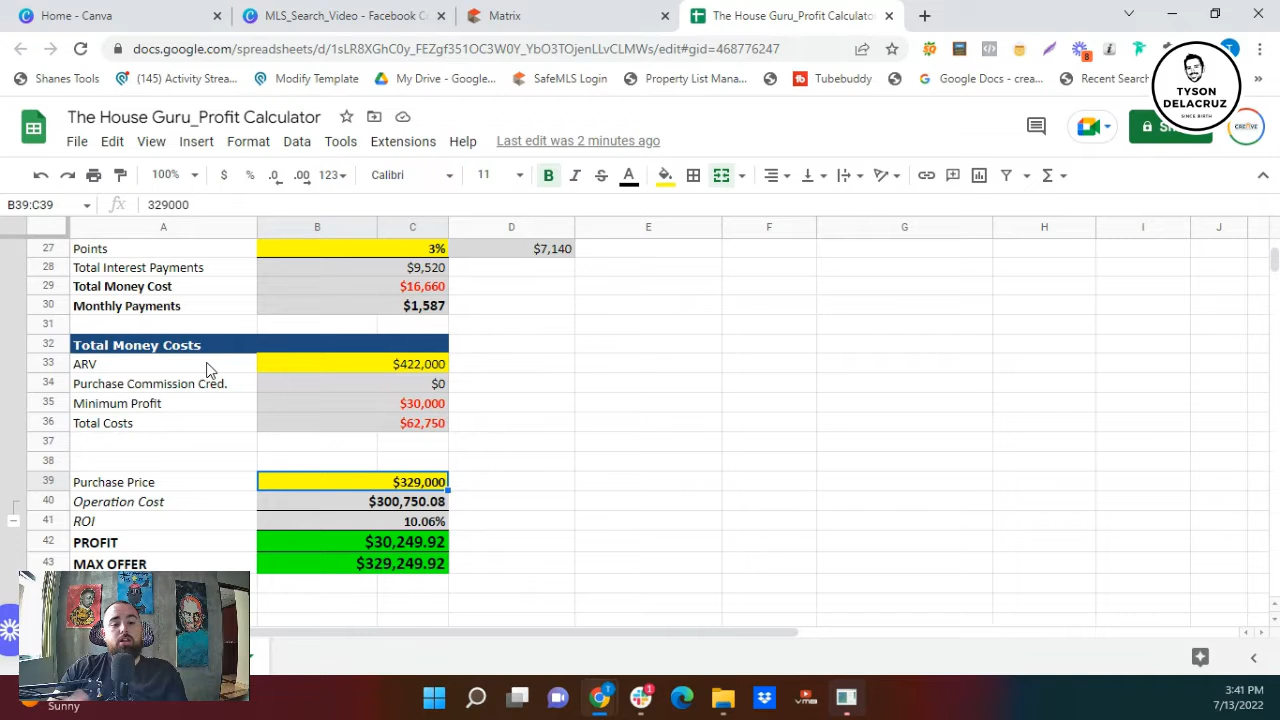 Home - Canva
MLS_Search_Video - Facebook C
Matrix
The House Guru_Profit Calculator
docs.google.com/spreadsheets/d/1sLR8XGhC0y_FEZgf351OC3W0Y_YbO3TOjenLLvCLMWs/edit#gid=468776247
8
T
Shanes Tools
(145) Activity Strea...
Modify Template
My Drive - Google...
SafeMLS Login
Property List Mana...
Tubebuddy
Google Docs - crea...
Recent Search
»
TYSON
DELACRUZ
SINCE BIRTH
The House Guru_Profit Calculator
File Edit View Insert Format Data Tools Extensions Help
Last edit was 2 minutes ago
100% $ % .0 .00 123 Calibri 11 B I S A Σ
B39:C39 fx 329000
A B C D E F G H I J
27 Points 3% $7,140
28 Total Interest Payments $9,520
29 Total Money Cost $16,660
30 Monthly Payments $1,587
31
32 Total Money Costs
33 ARV $422,000
34 Purchase Commission Cred. $0
35 Minimum Profit $30,000
36 Total Costs $62,750
37
38
39 Purchase Price $329,000
40 Operation Cost $300,750.08
41 ROI 10.06%
42 PROFIT $30,249.92
43 MAX OFFER $329,249.92
Sunny
1
VMB
3:41 PM
7/13/2022